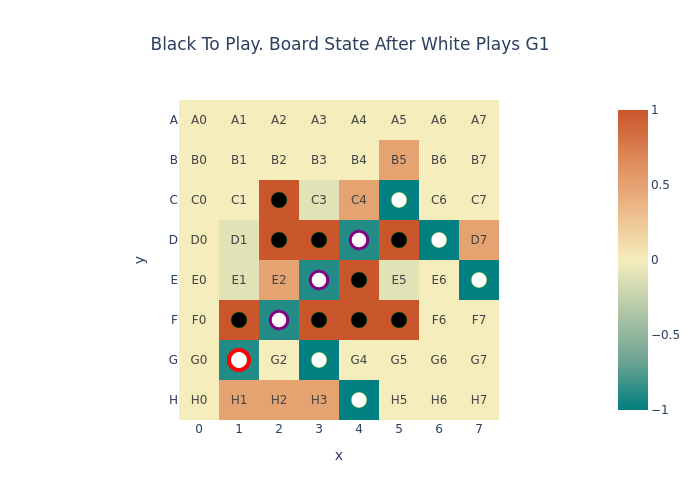 Black To Play. Board State After White Plays G1
A A0 A1 A2 A3 A4 A5 A6 A7
B B0 B1 B2 B3 B4 B5 B6 B7
C C0 C1 C3 C4 C6 C7
D D0 D1 D7
E E0 E1 E2 E5 E6
F F0 F6 F7
G G0 G2 G4 G5 G6 G7
H H0 H1 H2 H3 H5 H6 H7
0 1 2 3 4 5 6 7
x
y
1
0.5
0
−0.5
−1